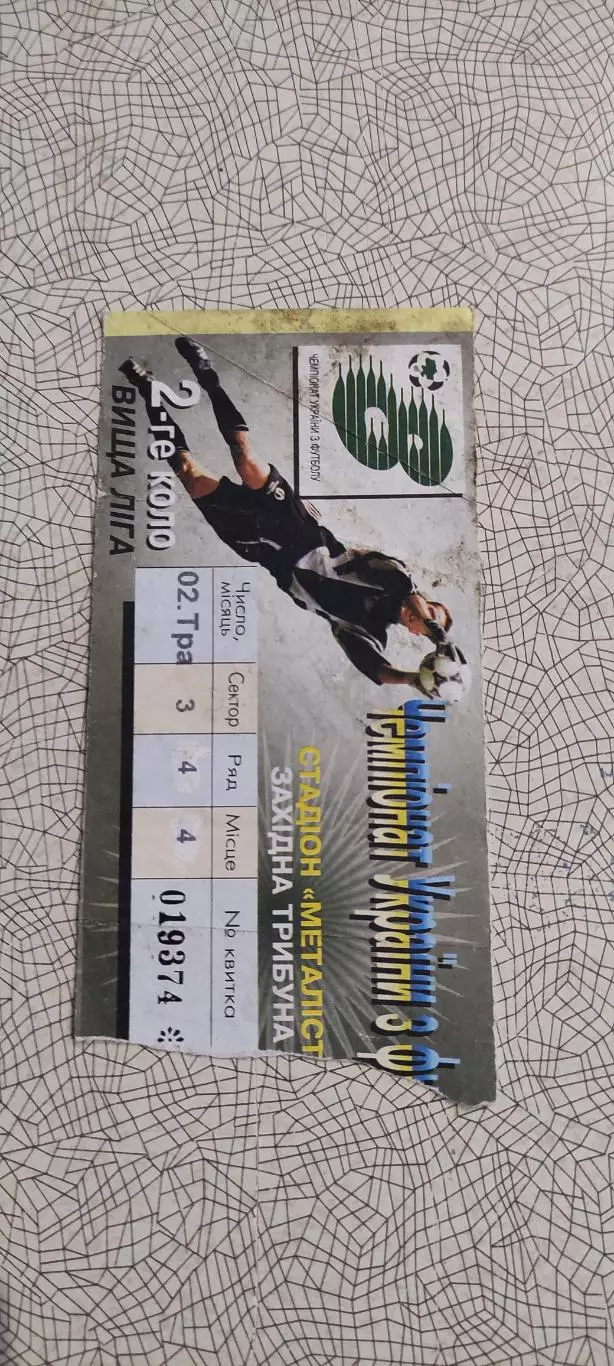 ЧЕМПІОНАТ УКРАЇНИ З ФУТБОЛУ
2-ге коло
ВИЩА ЛІГА
Чемпіонат України з ф
СТАДІОН «МЕТАЛІСТ
ЗАХІДНА ТРИБУНА
Число, місяць Сектор Ряд Місце № квитка
02.Тра 3 4 4 019374 *